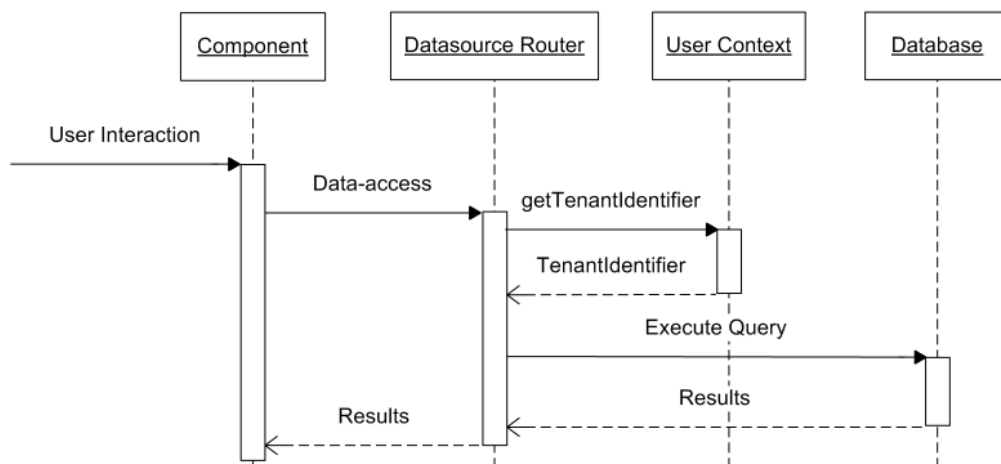 Component
Datasource Router
User Context
Database
User Interaction
Data-access
getTenantIdentifier
TenantIdentifier
Execute Query
Results
Results